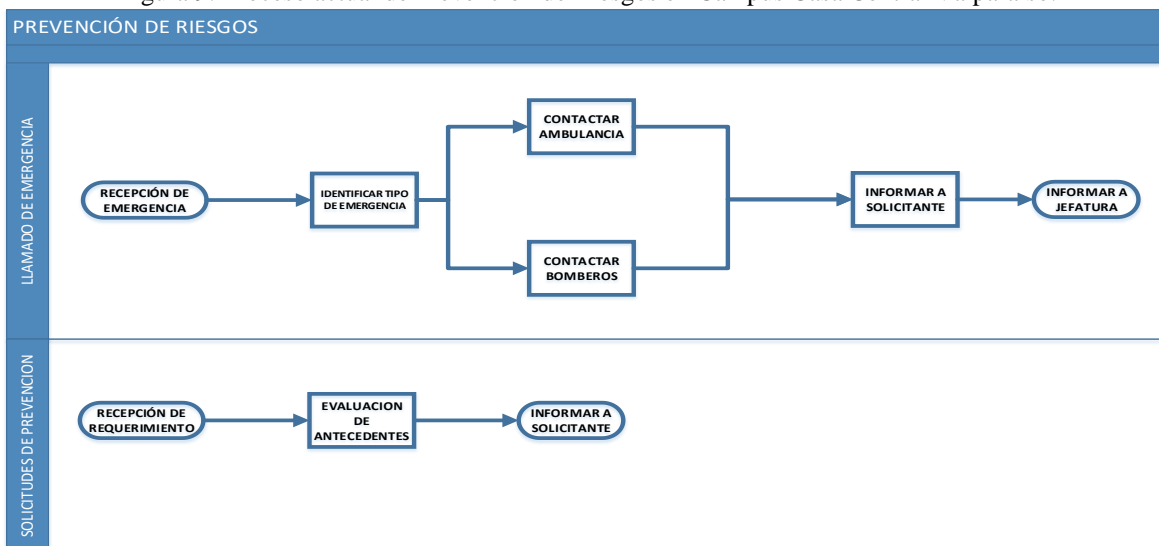 PREVENCIÓN DE RIESGOS
LLAMADO DE EMERGENCIA
RECEPCIÓN DE
EMERGENCIA
IDENTIFICAR TIPO
DE EMERGENCIA
CONTACTAR
AMBULANCIA
CONTACTAR
BOMBEROS
INFORMAR A
SOLICITANTE
INFORMAR A
JEFATURA
SOLICITUDES DE PREVENCION
RECEPCIÓN DE
REQUERIMIENTO
EVALUACION
DE
ANTECEDENTES
INFORMAR A
SOLICITANTE